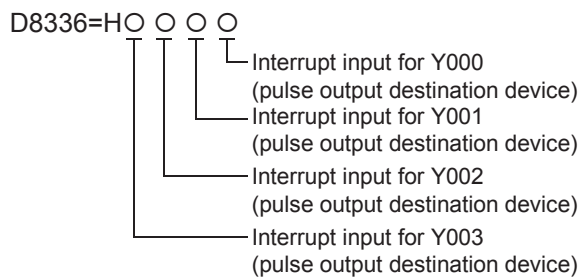 D8336=H○ ○ ○ ○
Interrupt input for Y000
(pulse output destination device)
Interrupt input for Y001
(pulse output destination device)
Interrupt input for Y002
(pulse output destination device)
Interrupt input for Y003
(pulse output destination device)